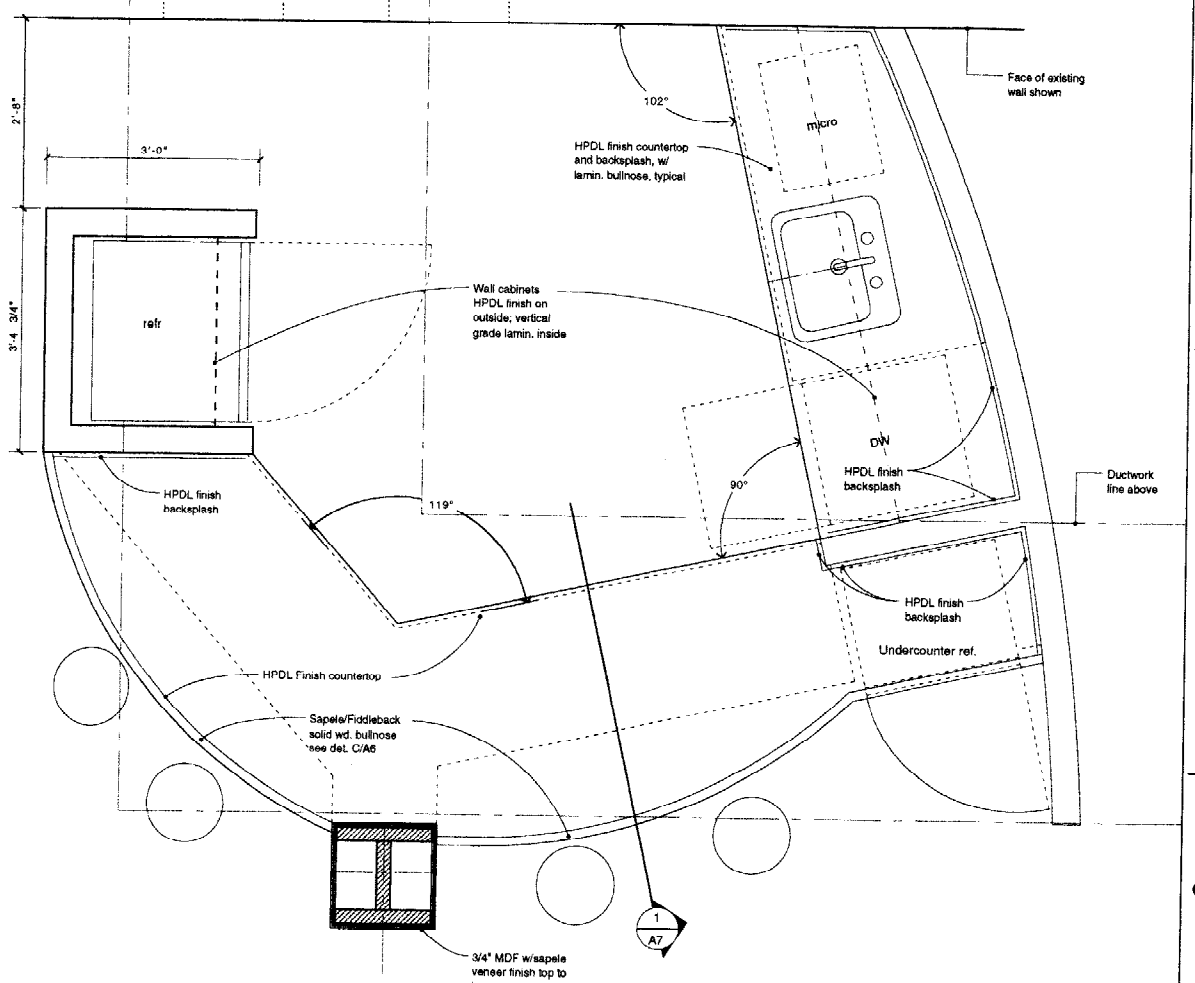 2'-8"
3'-0"
3'-4 3/4"
102°
Face of existing
wall shown
micro
HPDL finish countertop
and backsplash, w/
lamin. bullnose, typical
Wall cabinets
HPDL finish on
outside; vertical
grade lamin. inside
refr
DW
HPDL finish
backsplash
90°
Ductwork
line above
HPDL finish
backsplash
119°
HPDL finish
backsplash
Undercounter ref.
HPDL Finish countertop
Sapele/Fiddleback
solid wd. bullnose
see det. C/A6
1
A7
3/4" MDF w/sapele
veneer finish top to